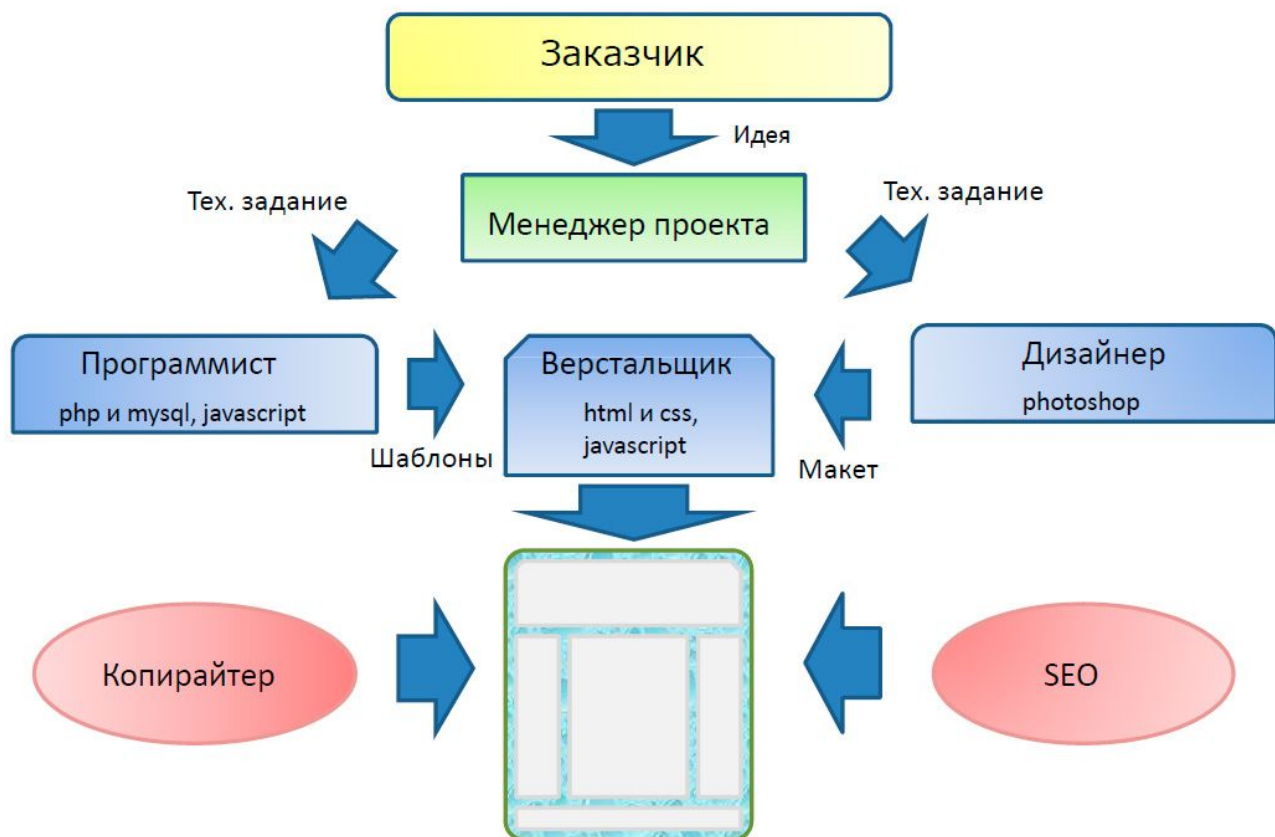 Заказчик
Идея
Тех. задание
Тех. задание
Менеджер проекта
Программист
php и mysql, javascript
Шаблоны
Верстальщик
html и css,
javascript
Дизайнер
photoshop
Макет
Копирайтер
SEO